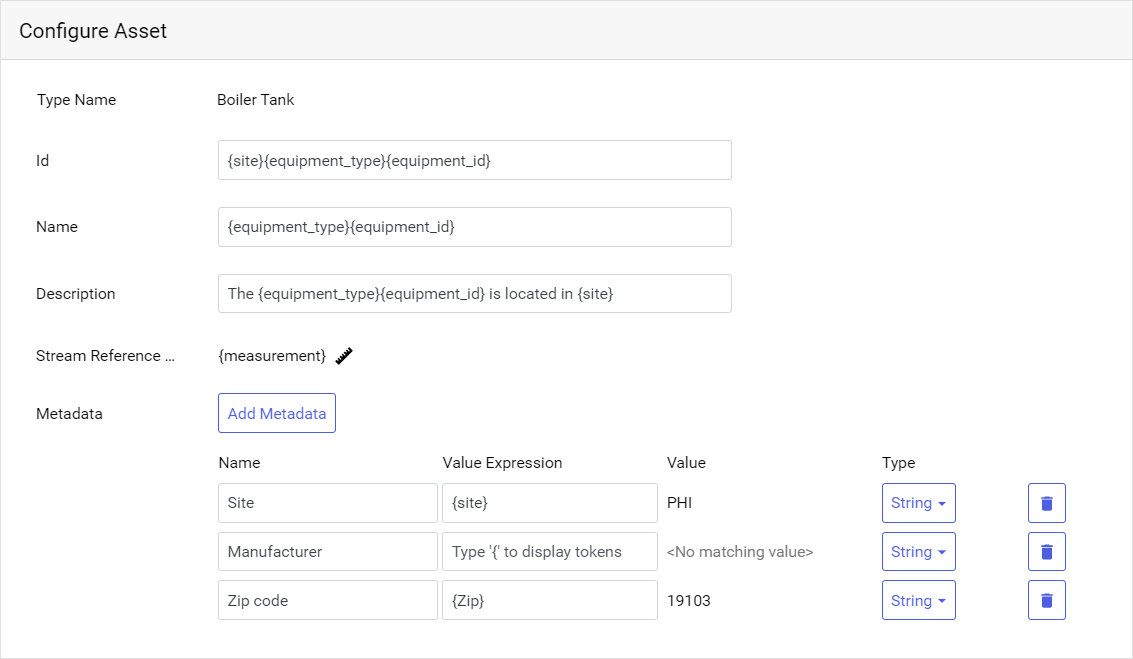 Configure Asset
Type Name Boiler Tank
Id {site}{equipment_type}{equipment_id}
Name {equipment_type}{equipment_id}
Description The {equipment_type}{equipment_id} is located in {site}
Stream Reference ... {measurement}
Metadata Add Metadata
Name Value Expression Value Type
Site {site} PHI String
Manufacturer Type '{' to display tokens <No matching value> String
Zip code {Zip} 19103 String